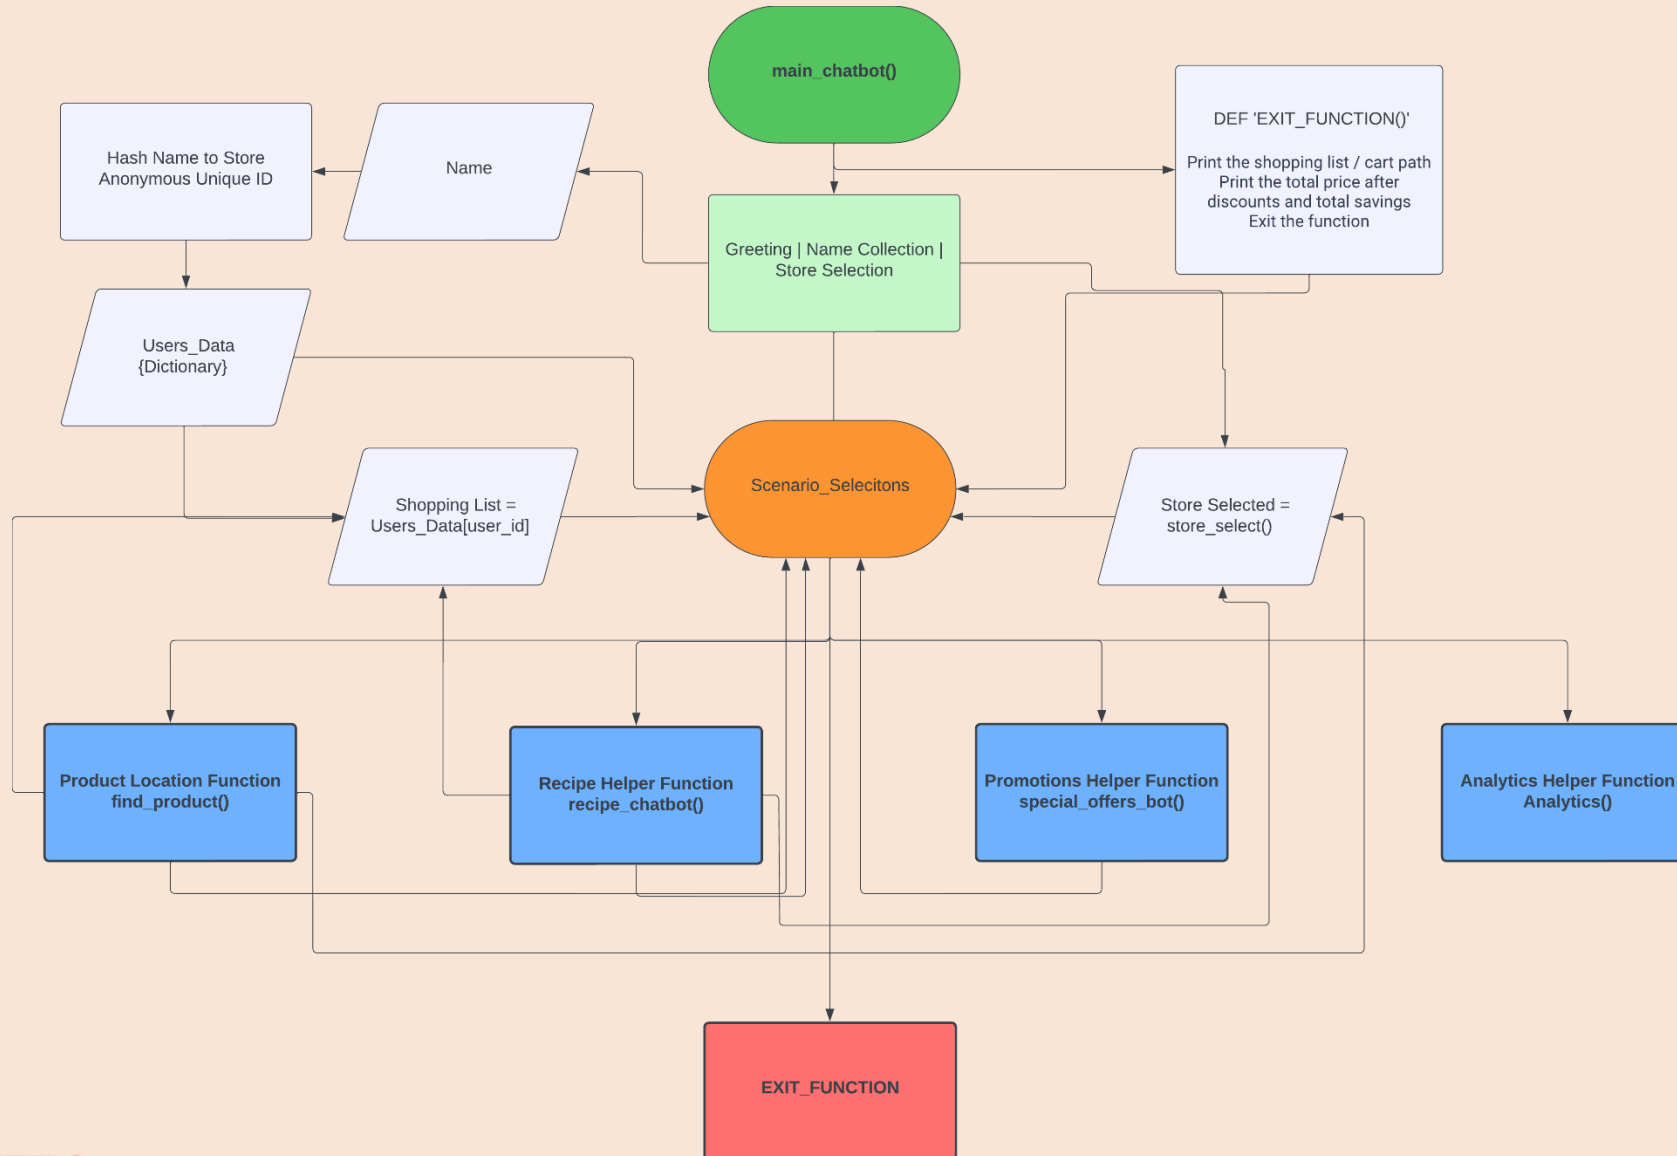 main_chatbot()
DEF 'EXIT_FUNCTION()'
Print the shopping list / cart path
Print the total price after
discounts and total savings
Exit the function
Hash Name to Store
Anonymous Unique ID
Name
Greeting | Name Collection |
Store Selection
Users_Data
{Dictionary}
Shopping List =
Users_Data[user_id]
Scenario_Selecitons
Store Selected =
store_select()
Product Location Function
find_product()
Recipe Helper Function
recipe_chatbot()
Promotions Helper Function
special_offers_bot()
Analytics Helper Function
Analytics()
EXIT_FUNCTION